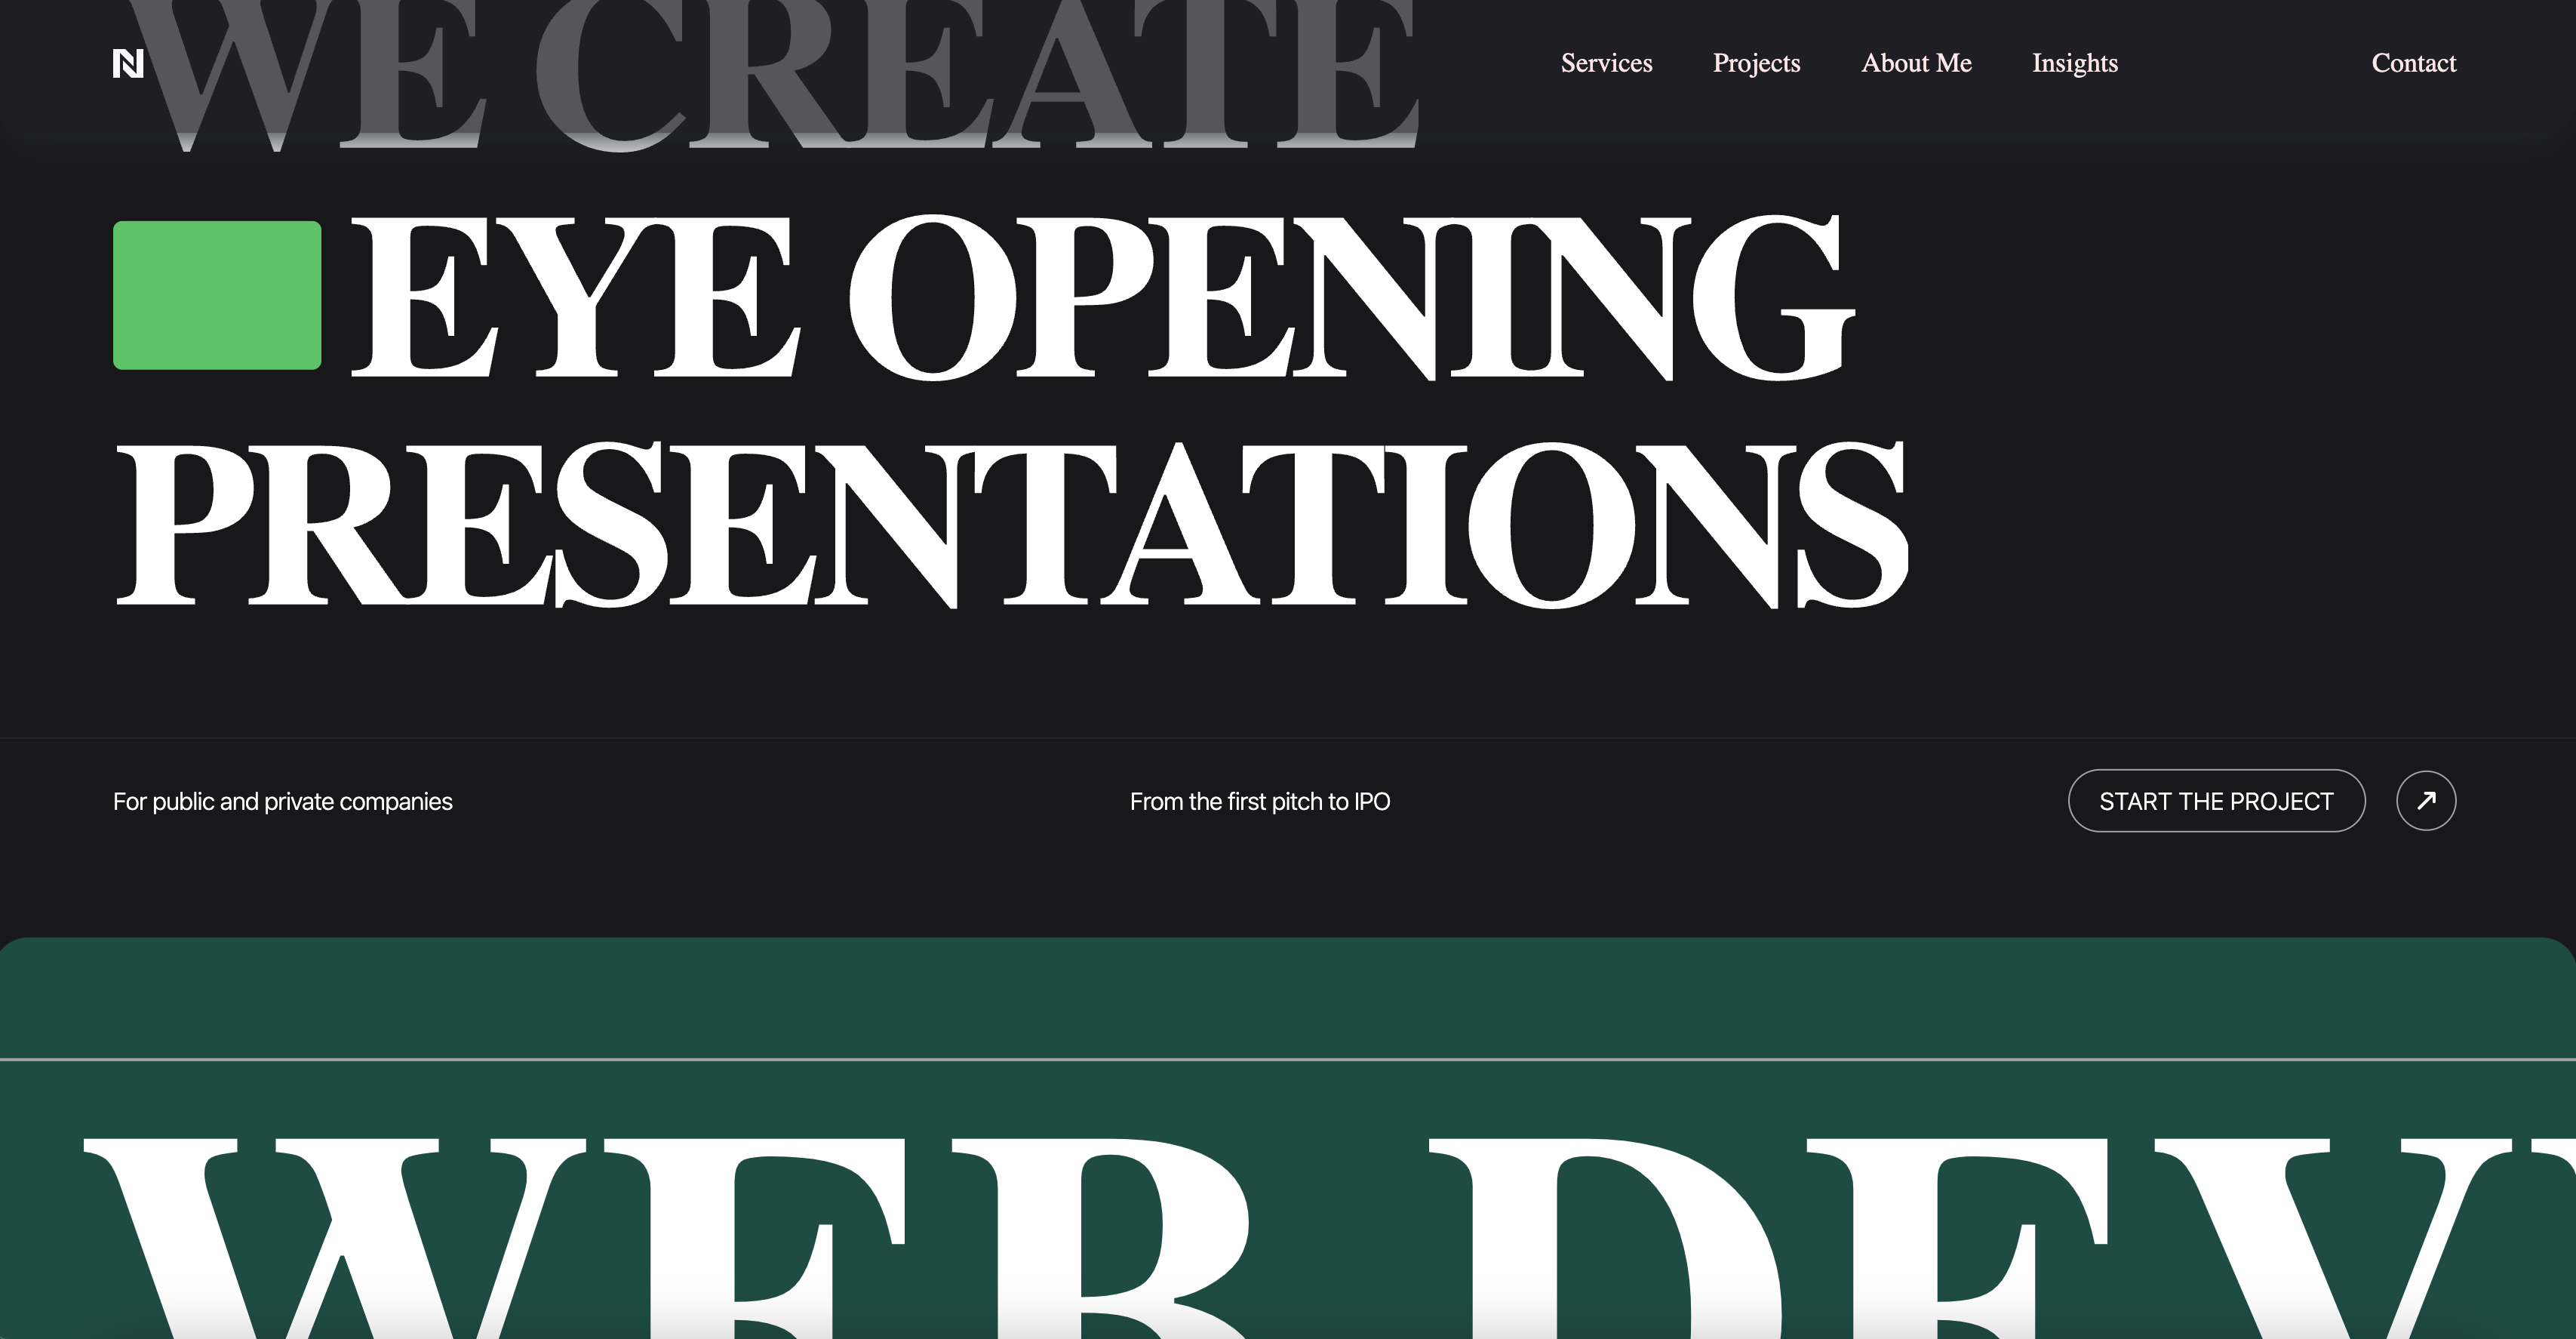 WE CREATE
N
Services Projects About Me Insights Contact
EYE OPENING
PRESENTATIONS
For public and private companies
From the first pitch to IPO
START THE PROJECT
WEB DEV